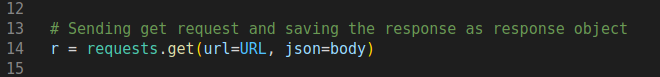 12
13 # Sending get request and saving the response as response object
14 r = requests.get(url=URL, json=body)
15